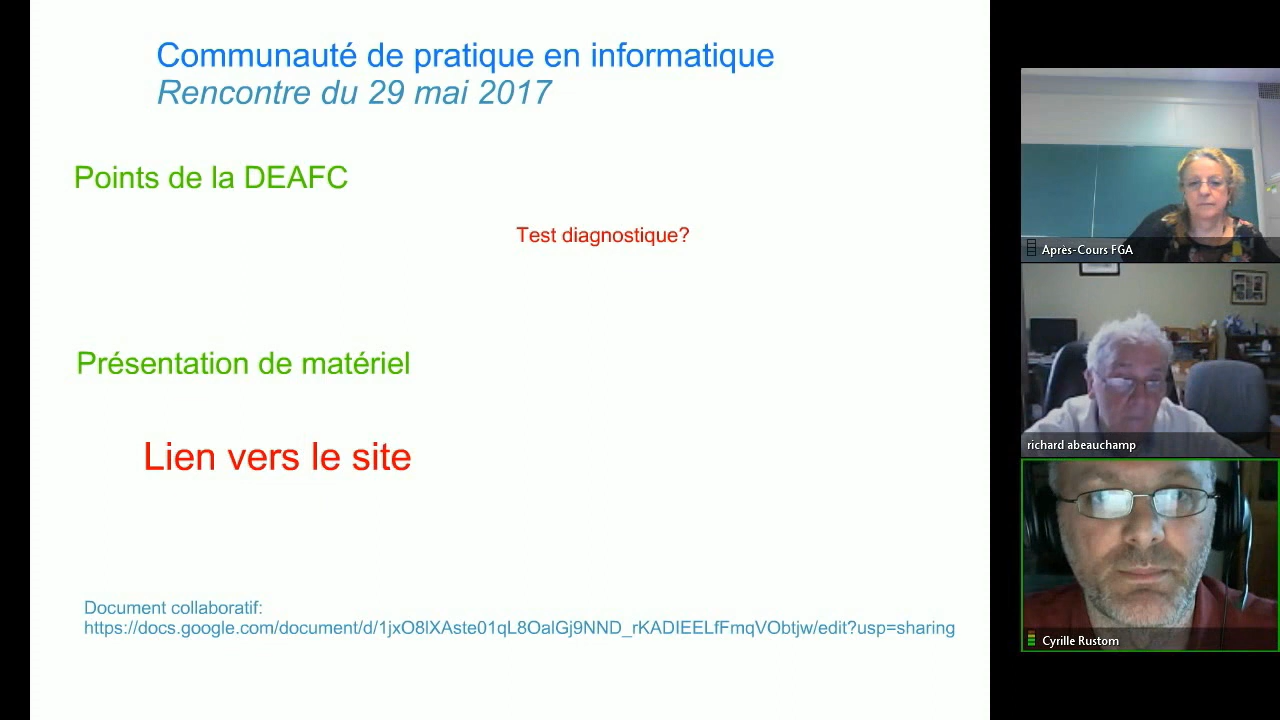 Communauté de pratique en informatique
Rencontre du 29 mai 2017
Points de la DEAFC
Test diagnostique?
Présentation de matériel
Lien vers le site
Document collaboratif:
https://docs.google.com/document/d/1jxO8lXAste01qL8OalGj9NND_rKADIEELfFmqVObtjw/edit?usp=sharing
Après-Cours FGA
richard abeauchamp
Cyrille Rustom